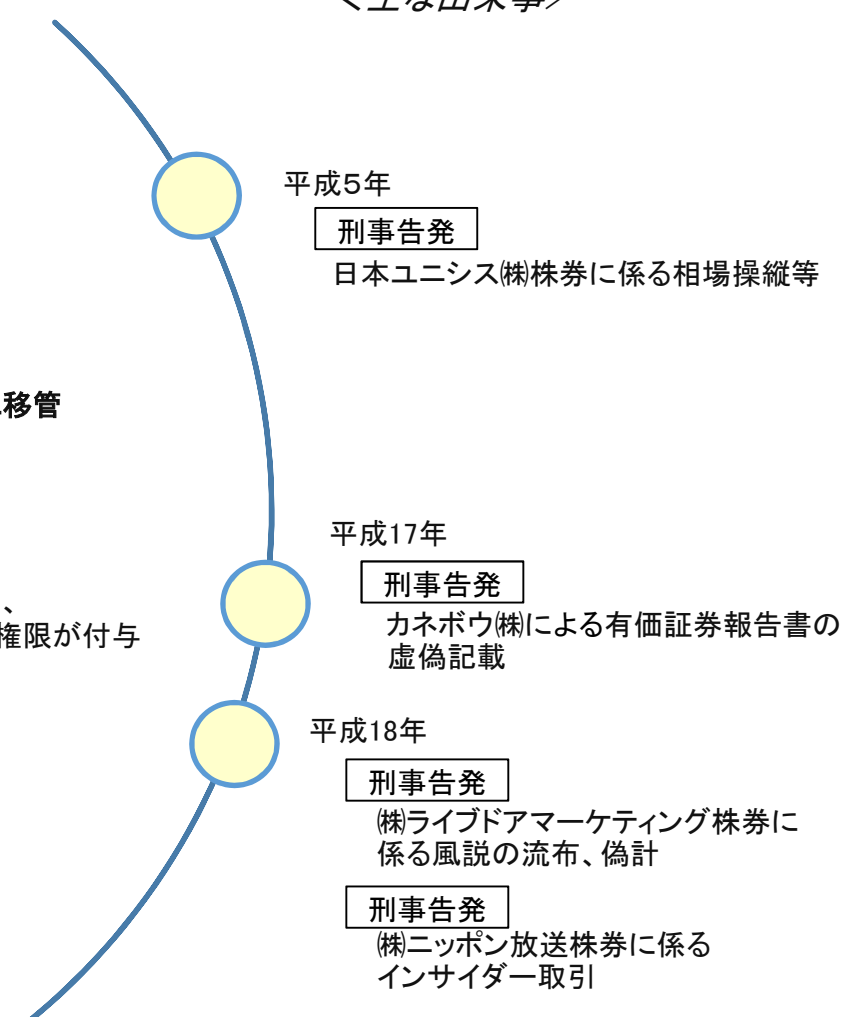 ＜主な出来事＞
平成5年
刑事告発
日本ユニシス㈱株券に係る相場操縦等
移管
平成17年
刑事告発
カネボウ㈱による有価証券報告書の
虚偽記載
、
権限が付与
平成18年
刑事告発
㈱ライブドアマーケティング株券に
係る風説の流布、偽計
刑事告発
㈱ニッポン放送株券に係る
インサイダー取引